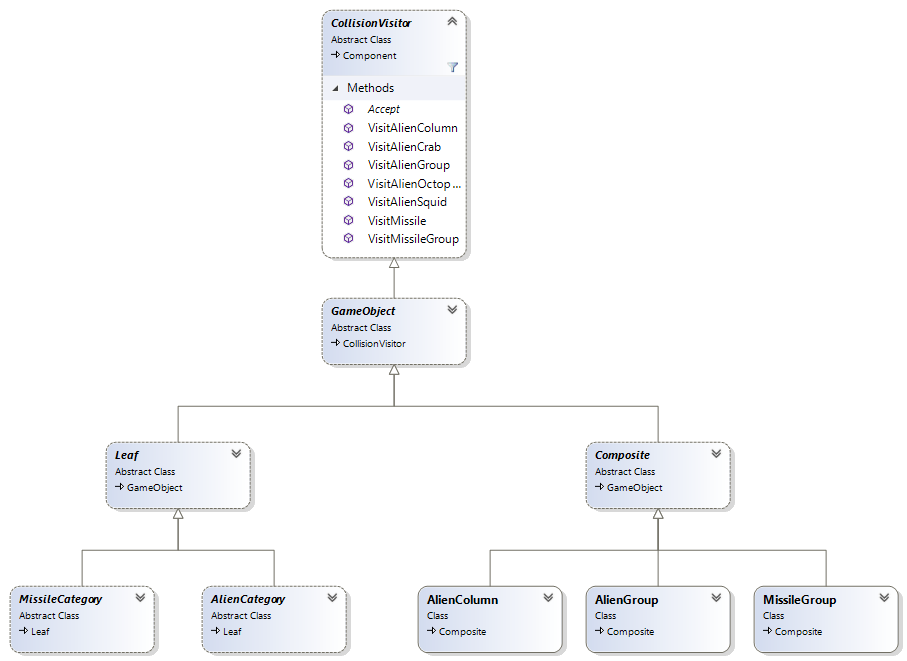 CollisionVisitor
Abstract Class
Component
Methods
Accept
VisitAlienColumn
VisitAlienCrab
VisitAlienGroup
VisitAlienOctop...
VisitAlienSquid
VisitMissile
VisitMissileGroup
GameObject
Abstract Class
CollisionVisitor
Leaf
Abstract Class
GameObject
Composite
Abstract Class
GameObject
MissileCategory
Abstract Class
Leaf
AlienCategory
Abstract Class
Leaf
AlienColumn
Class
Composite
AlienGroup
Class
Composite
MissileGroup
Class
Composite